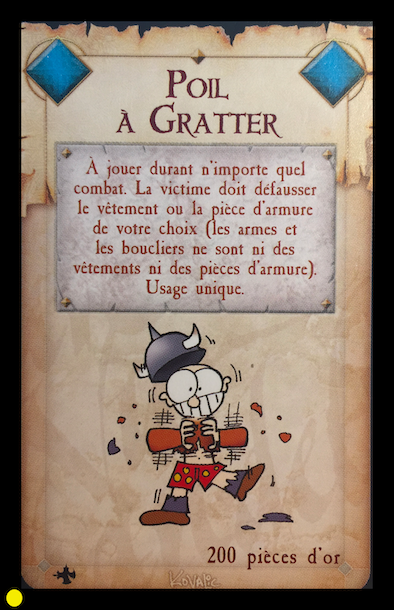 Poil
à Gratter
À jouer durant n'importe quel
combat. La victime doit défausser
le vêtement ou la pièce d'armure
de votre choix (les armes et
les boucliers ne sont ni des
vêtements ni des pièces d'armure).
Usage unique.
200 pièces d'or
Kovalic